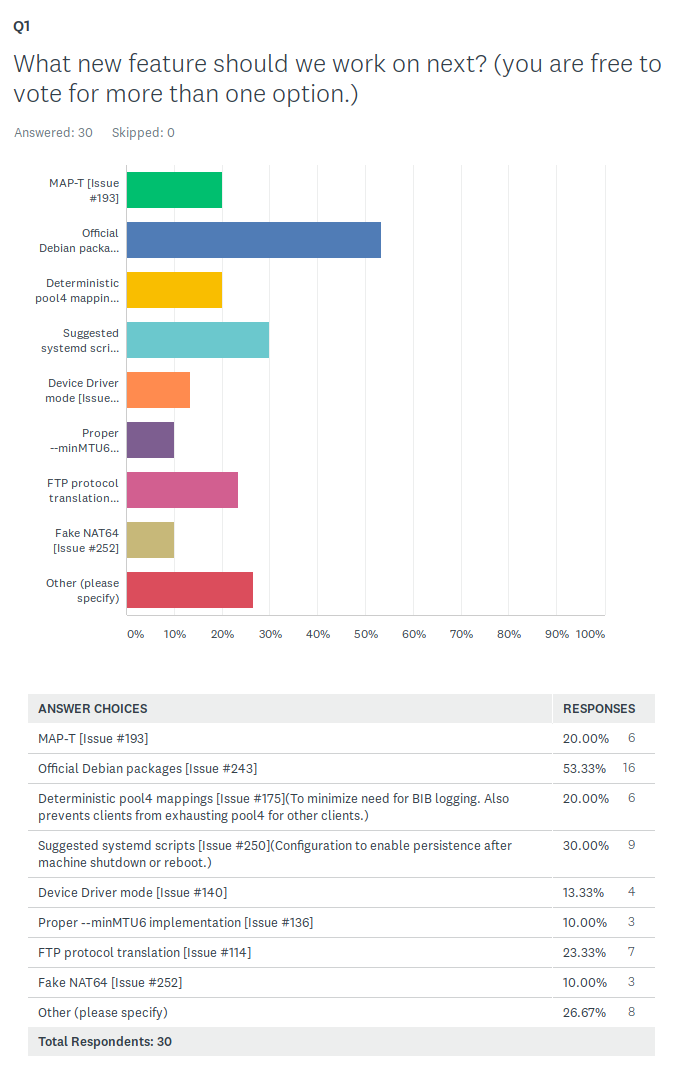 Q1
What new feature should we work on next? (you are free to
vote for more than one option.)
Answered: 30 Skipped: 0
MAP-T [Issue
#193]
Official
Debian packa...
Deterministic
pool4 mappin...
Suggested
systemd scri...
Device Driver
mode [Issue...
Proper
--minMTU6...
FTP protocol
translation...
Fake NAT64
[Issue #252]
Other (please
specify)
0% 10% 20% 30% 40% 50% 60% 70% 80% 90% 100%
ANSWER CHOICES RESPONSES
MAP-T [Issue #193] 20.00% 6
Official Debian packages [Issue #243] 53.33% 16
Deterministic pool4 mappings [Issue #175](To minimize need for BIB logging. Also 20.00% 6
prevents clients from exhausting pool4 for other clients.)
Suggested systemd scripts [Issue #250](Configuration to enable persistence after 30.00% 9
machine shutdown or reboot.)
Device Driver mode [Issue #140] 13.33% 4
Proper --minMTU6 implementation [Issue #136] 10.00% 3
FTP protocol translation [Issue #114] 23.33% 7
Fake NAT64 [Issue #252] 10.00% 3
Other (please specify) 26.67% 8
Total Respondents: 30